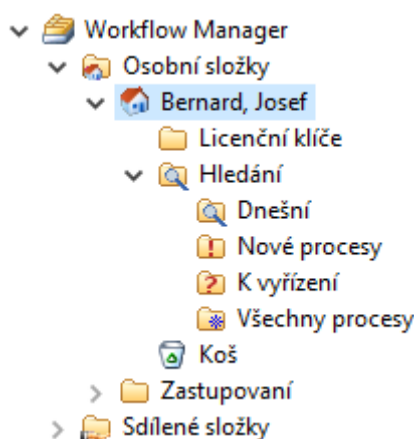 Workflow Manager
Osobní složky
Bernard, Josef
Licenční klíče
Hledání
Dnešní
Nové procesy
K vyřízení
Všechny procesy
Koš
Zastupovaní
Sdílené složky